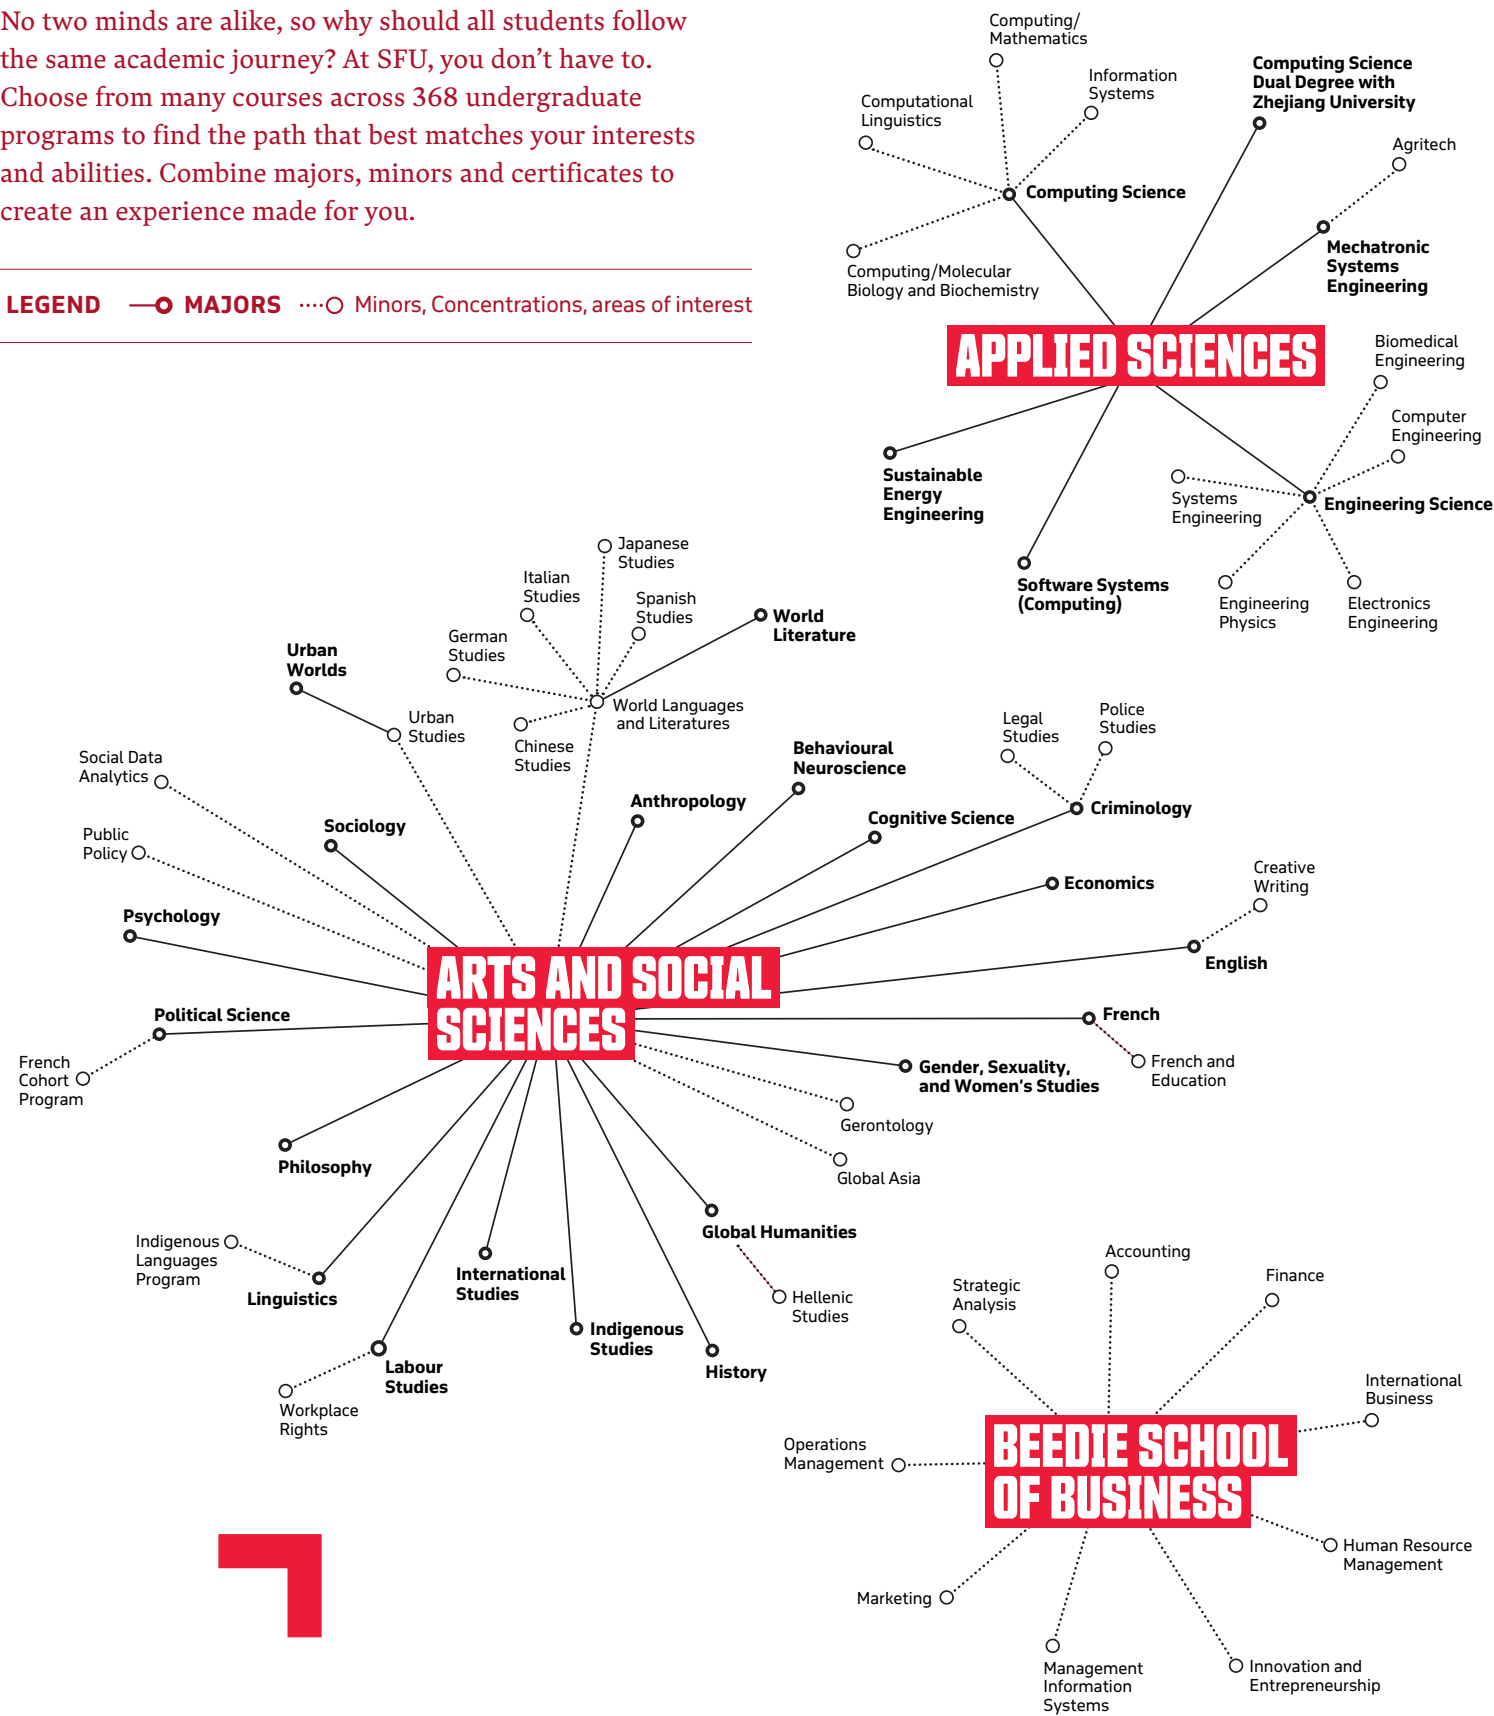 No two minds are alike, so why should all students follow
the same academic journey? At SFU, you don’t have to.
Choose from many courses across 368 undergraduate
programs to find the path that best matches your interests
and abilities. Combine majors, minors and certificates to
create an experience made for you.
LEGEND MAJORS Minors, Concentrations, areas of interest
Computing/
Mathematics
Information
Systems
Computational
Linguistics
Computing Science
Computing/Molecular
Biology and Biochemistry
Computing Science
Dual Degree with
Zhejiang University
Agritech
Mechatronic
Systems
Engineering
APPLIED SCIENCES
Biomedical
Engineering
Computer
Engineering
Systems
Engineering
Engineering Science
Engineering
Physics
Electronics
Engineering
Sustainable
Energy
Engineering
Software Systems
(Computing)
Japanese
Studies
Italian
Studies
Spanish
Studies
German
Studies
World
Literature
World Languages
and Literatures
Chinese
Studies
Urban
Worlds
Urban
Studies
Social Data
Analytics
Public
Policy
Sociology
Psychology
Anthropology
Behavioural
Neuroscience
Cognitive Science
Legal
Studies
Police
Studies
Criminology
Economics
Creative
Writing
English
ARTS AND SOCIAL
SCIENCES
Political Science
French
Cohort
Program
French
French and
Education
Gender, Sexuality,
and Women’s Studies
Gerontology
Global Asia
Philosophy
Indigenous
Languages
Program
Linguistics
Labour
Studies
Workplace
Rights
International
Studies
Indigenous
Studies
History
Global Humanities
Hellenic
Studies
Accounting
Strategic
Analysis
Finance
International
Business
Operations
Management
BEEDIE SCHOOL
OF BUSINESS
Human Resource
Management
Marketing
Management
Information
Systems
Innovation and
Entrepreneurship